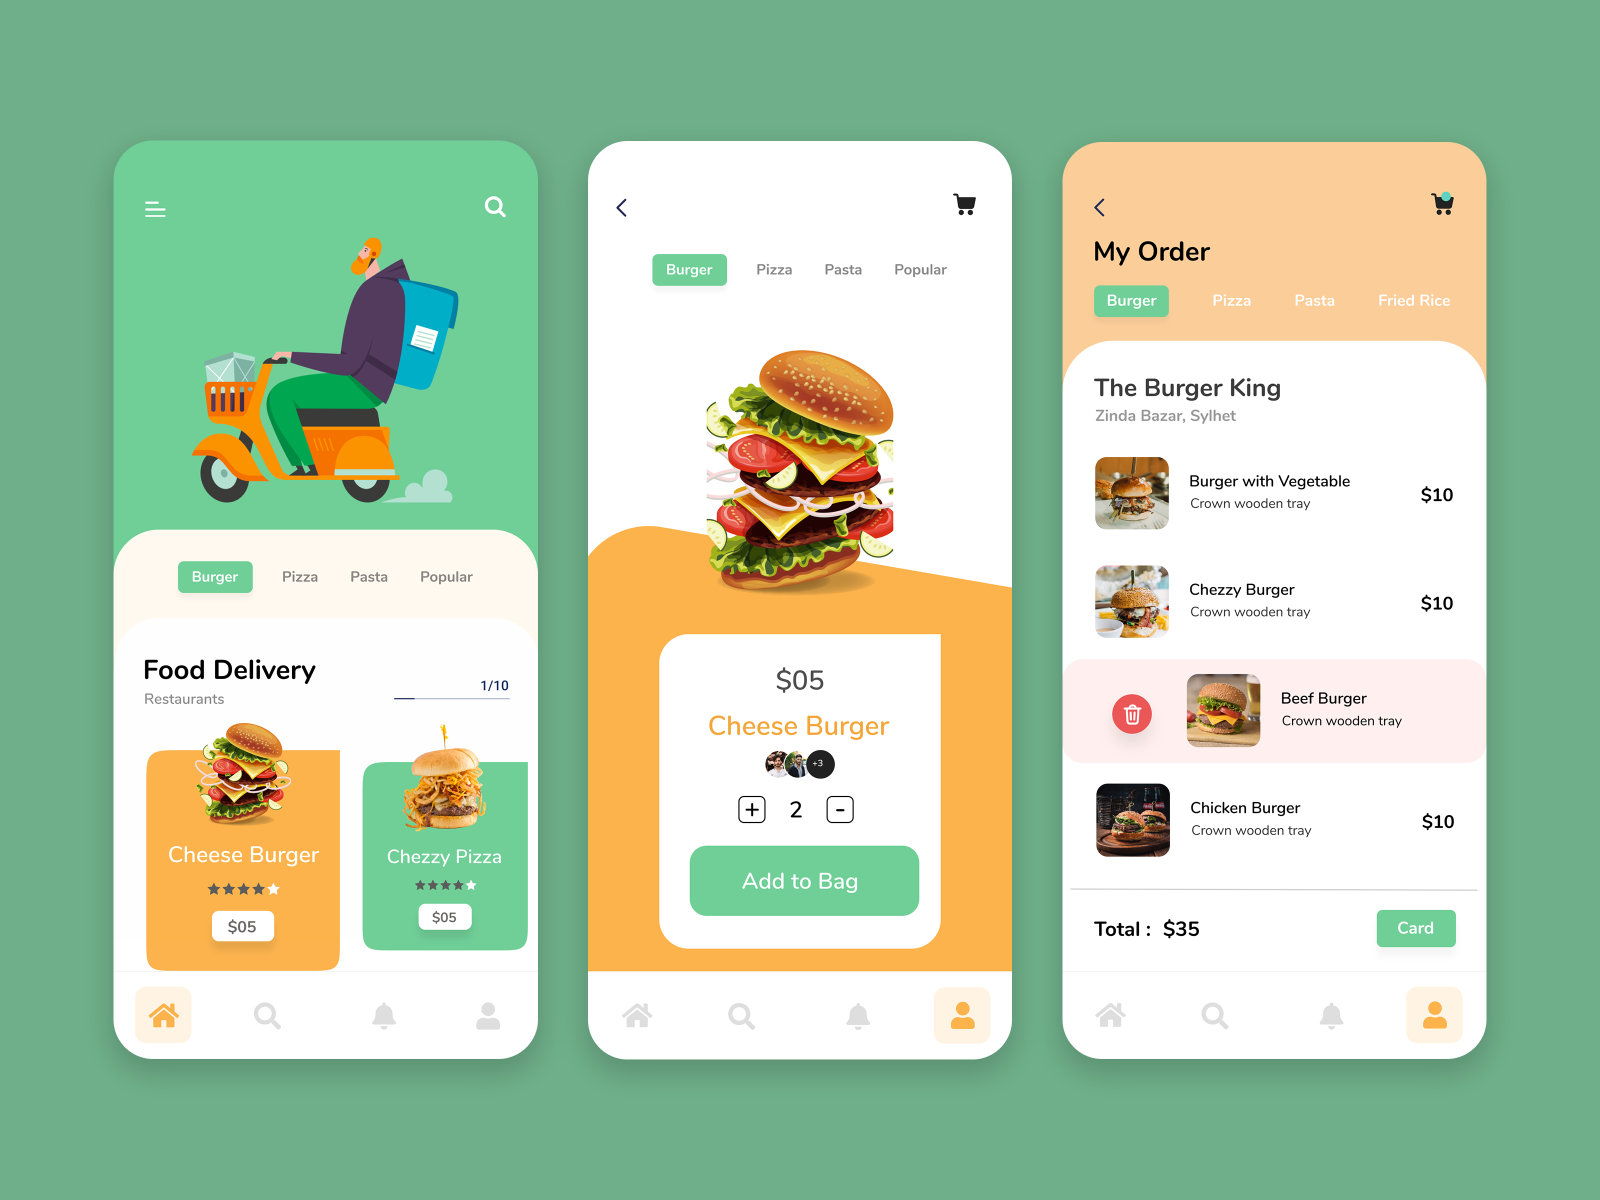 Burger
Pizza
Pasta
Popular
Food Delivery
Restaurants
1/10
Cheese Burger
$05
Chezzy Pizza
$05
Burger
Pizza
Pasta
Popular
$05
Cheese Burger
+3
+
2
-
Add to Bag
My Order
Burger
Pizza
Pasta
Fried Rice
The Burger King
Zinda Bazar, Sylhet
Burger with Vegetable
Crown wooden tray
$10
Chezzy Burger
Crown wooden tray
$10
Beef Burger
Crown wooden tray
Chicken Burger
Crown wooden tray
$10
Total : $35
Card